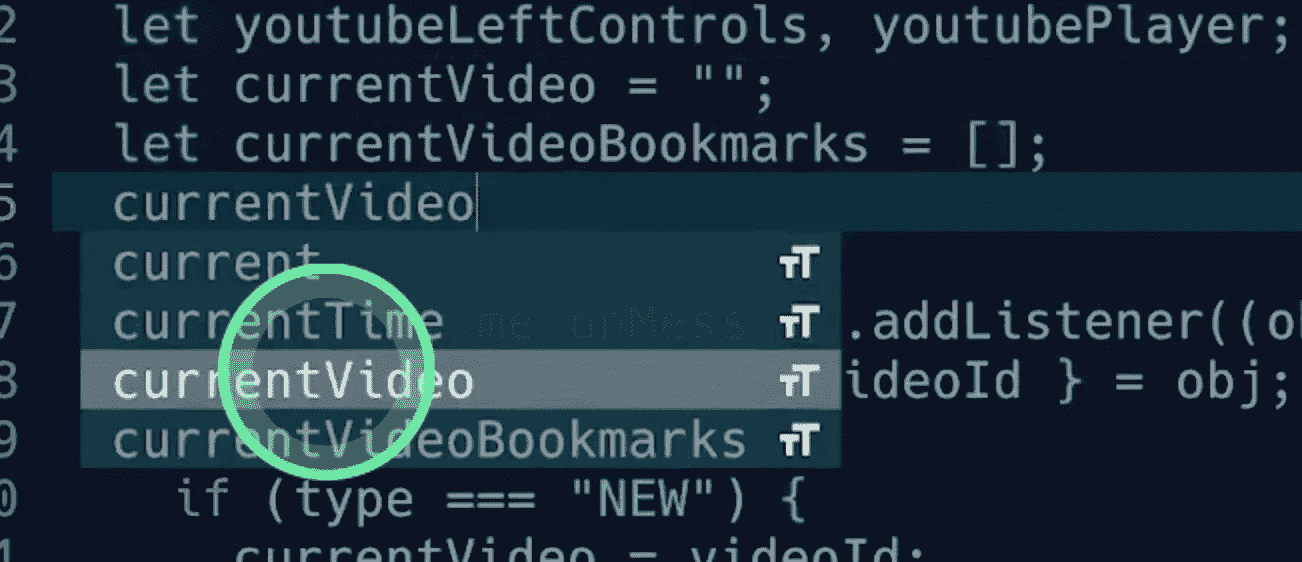 2 let youtubeLeftControls, youtubePlayer;
3 let currentVideo = "";
4 let currentVideoBookmarks = [];
5 currentVideo
6 current
7 currentTime .addListener((ob
8 currentVideo ideoId } = obj;
9 currentVideoBookmarks
0 if (type === "NEW") {
1 currentVideo = videoId;